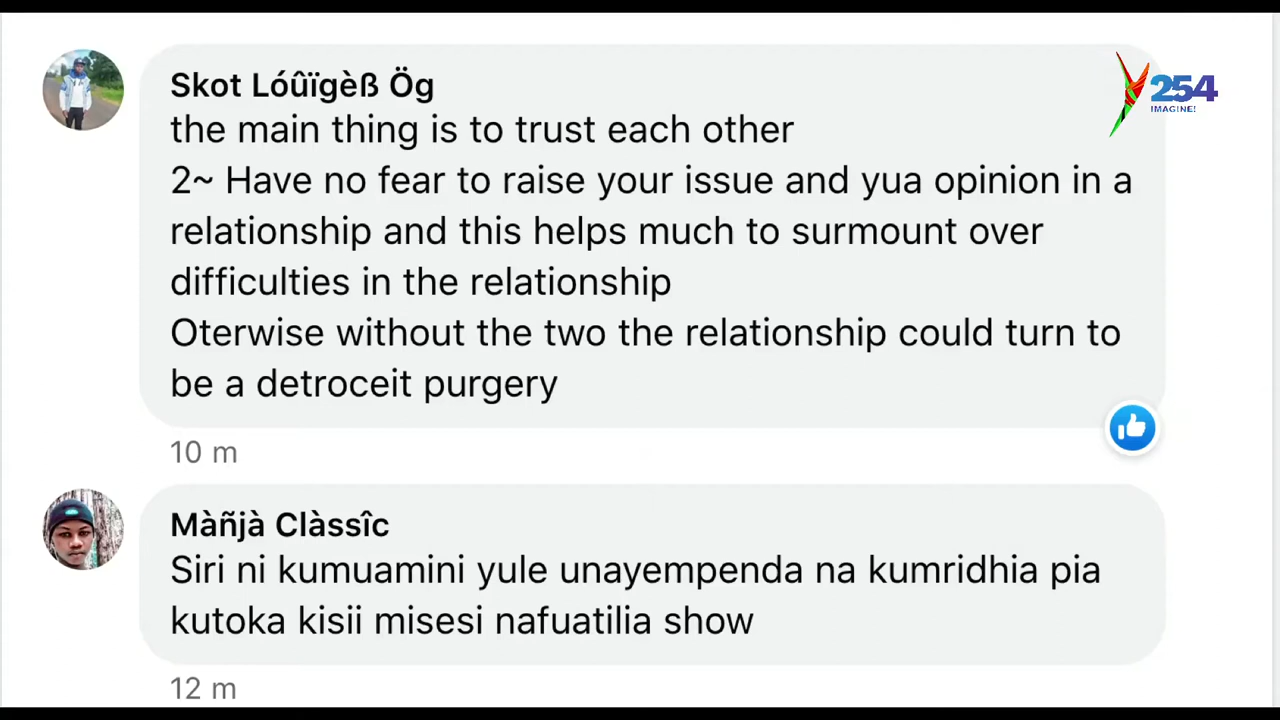 Skot Lóûïgèß Ög
the main thing is to trust each other
2~ Have no fear to raise your issue and yua opinion in a
relationship and this helps much to surmount over
difficulties in the relationship
Oterwise without the two the relationship could turn to
be a detroceit purgery
10 m
Màñjà Clàssîc
Siri ni kumuamini yule unayempenda na kumridhia pia
kutoka kisii misesi nafuatilia show
12 m
Y254
IMAGINE!